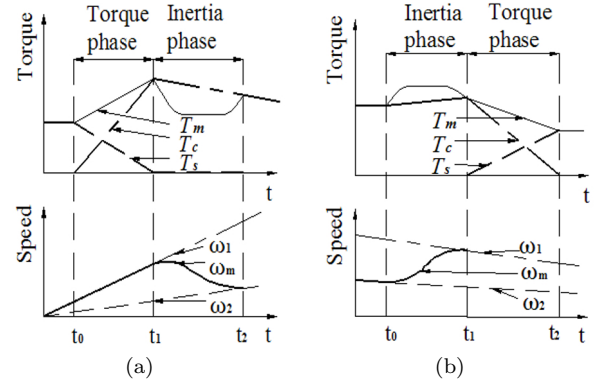 Torque
Torque phase
Inertia phase
Tm
Tc
Ts
t
Speed
ω1
ωm
ω2
t0
t1
t2
t
(a)
Torque
Inertia phase
Torque phase
Tm
Tc
Ts
t
Speed
ω1
ωm
ω2
t0
t1
t2
t
(b)